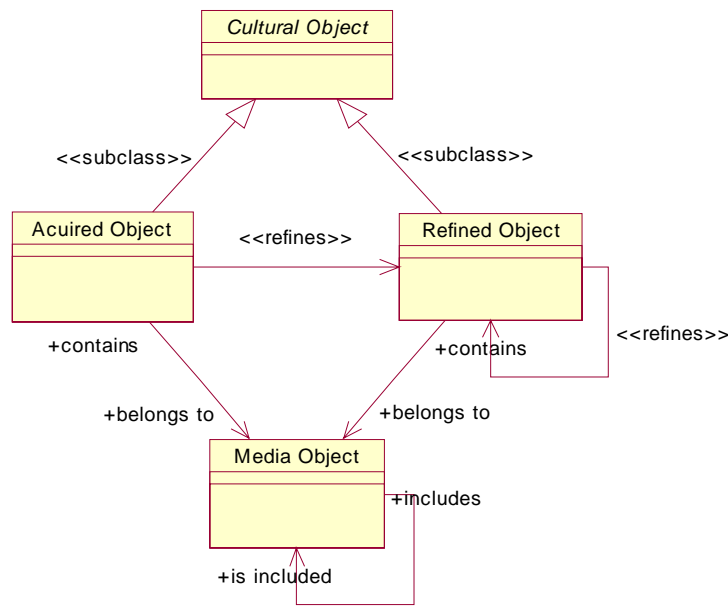 Cultural Object
<<subclass>>
<<subclass>>
Acuired Object
<<refines>>
Refined Object
<<refines>>
+contains
+contains
+belongs to
+belongs to
Media Object
+includes
+is included